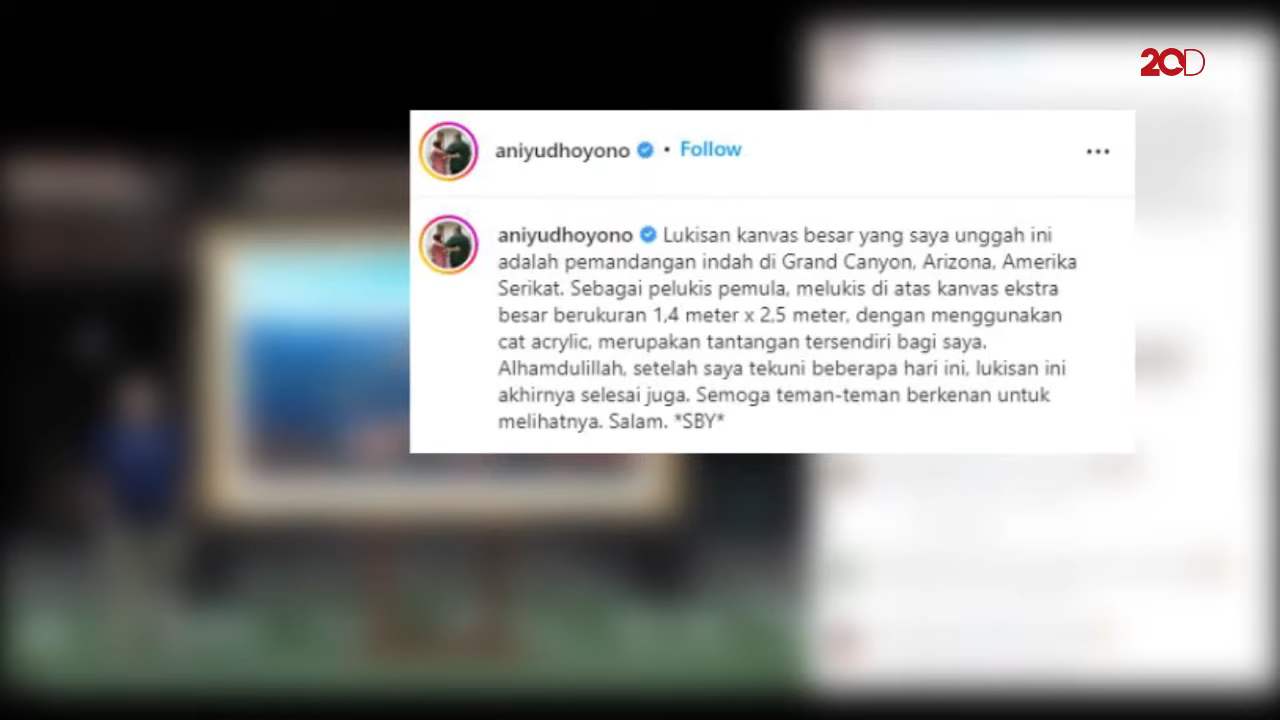 20D
aniyudhoyono • Follow
aniyudhoyono Lukisan kanvas besar yang saya unggah ini
adalah pemandangan indah di Grand Canyon, Arizona, Amerika
Serikat. Sebagai pelukis pemula, melukis di atas kanvas ekstra
besar berukuran 1,4 meter x 2,5 meter, dengan menggunakan
cat acrylic, merupakan tantangan tersendiri bagi saya.
Alhamdulillah, setelah saya tekuni beberapa hari ini, lukisan ini
akhirnya selesai juga. Semoga teman-teman berkenan untuk
melihatnya. Salam. *SBY*